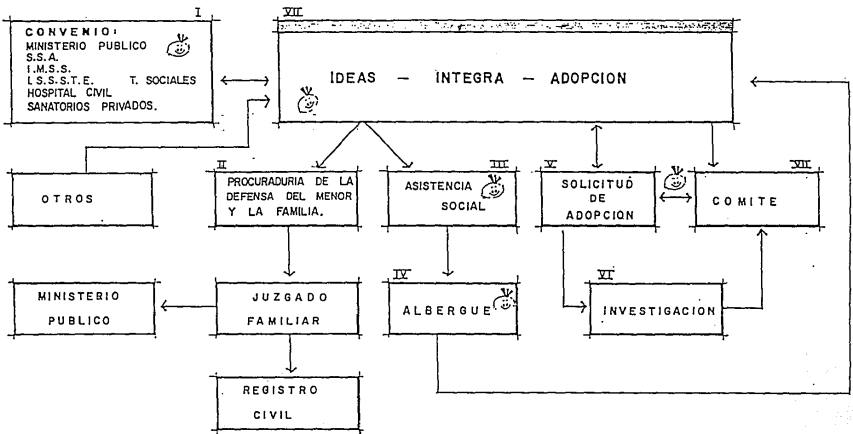 I
CONVENIO:
MINISTERIO PUBLICO
S.S.A.
I.M.S.S.
I.S.S.S.T.E. T. SOCIALES
HOSPITAL CIVIL
SANATORIOS PRIVADOS.
VII
IDEAS – INTEGRA – ADOPCION
OTROS
II
PROCURADURIA DE LA
DEFENSA DEL MENOR
Y LA FAMILIA.
III
ASISTENCIA
SOCIAL
V
SOLICITUD
DE
ADOPCION
VII
COMITE
MINISTERIO
PUBLICO
JUZGADO
FAMILIAR
IV
ALBERGUE
VI
INVESTIGACION
REGISTRO
CIVIL